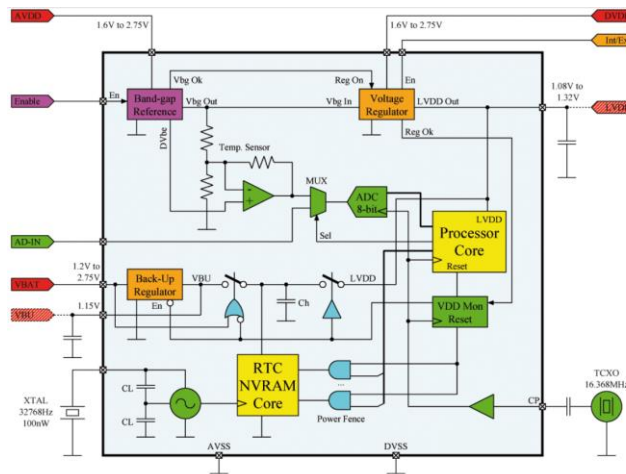 AVDD
1.6V to 2.75V
1.6V to 2.75V
DVD
Int/Ex
Enable
En
Vbg Ok
Reg On
En
Band-gap
Reference
Vbg Out
Vbg In
Voltage
Regulator
LVDD Out
1.08V to
1.32V
LVD
DVbe
Reg Ok
Temp. Sensor
MUX
ADC
8-bit
LVDD
Processor
Core
Reset
AD-IN
Sel
VBAT
1.2V to
2.75V
Back-Up
Regulator
VBU
LVDD
En
Ch
VDD Mon
Reset
VBU
1.15V
XTAL
32768Hz
100nW
CL
CL
RTC
NVRAM
Core
...
Power Fence
CP
TCXO
16.368MHz
AVSS
DVSS